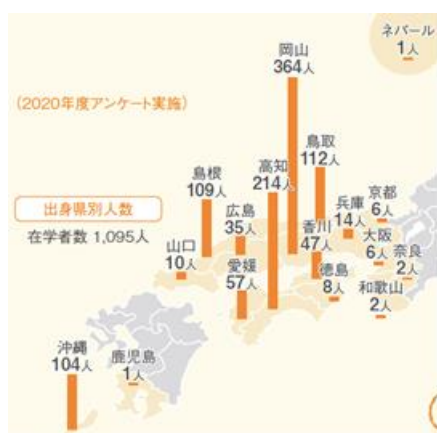 ネパール
1人
岡山
364人
(2020年度アンケート実施)
鳥取
112人
島根
109人
高知
214人
出身県別人数
在学者数 1,095人
広島
35人
兵庫
14人
京都
6人
香川
47人
大阪
6人
奈良
2人
山口
10人
愛媛
57人
徳島
8人
和歌山
2人
沖縄
104人
鹿児島
1人